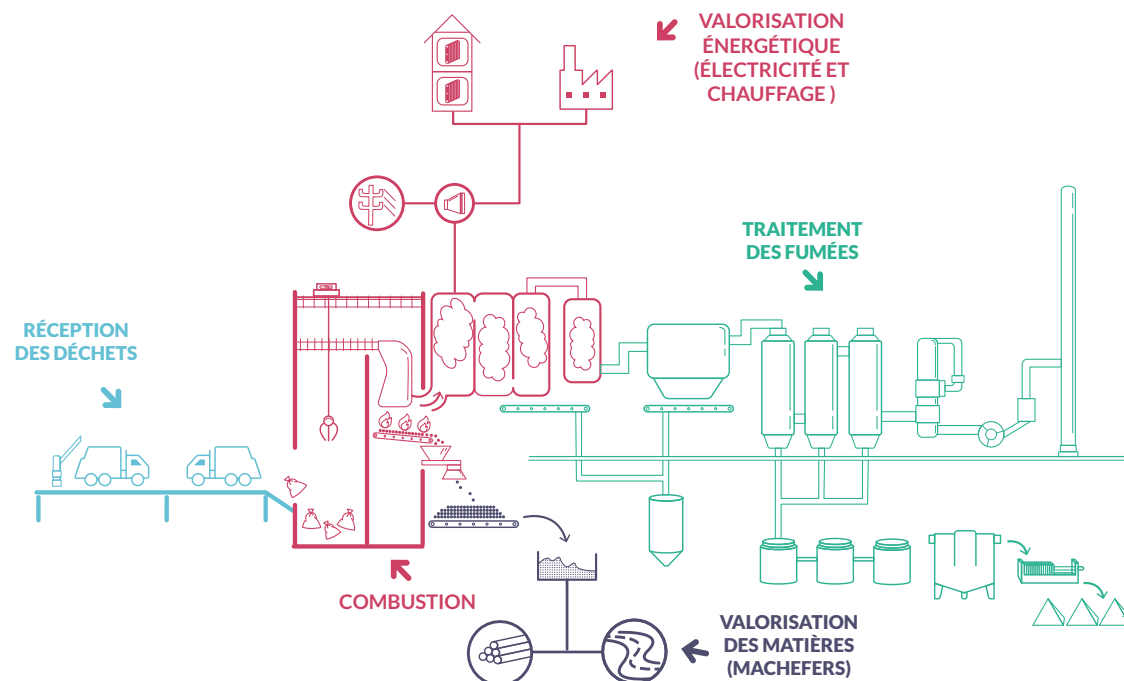 VALORISATION
ÉNERGÉTIQUE
(ÉLECTRICITÉ ET
CHAUFFAGE )
TRAITEMENT
DES FUMÉES
RÉCEPTION
DES DÉCHETS
COMBUSTION
VALORISATION
DES MATIÈRES
(MACHEFERS)